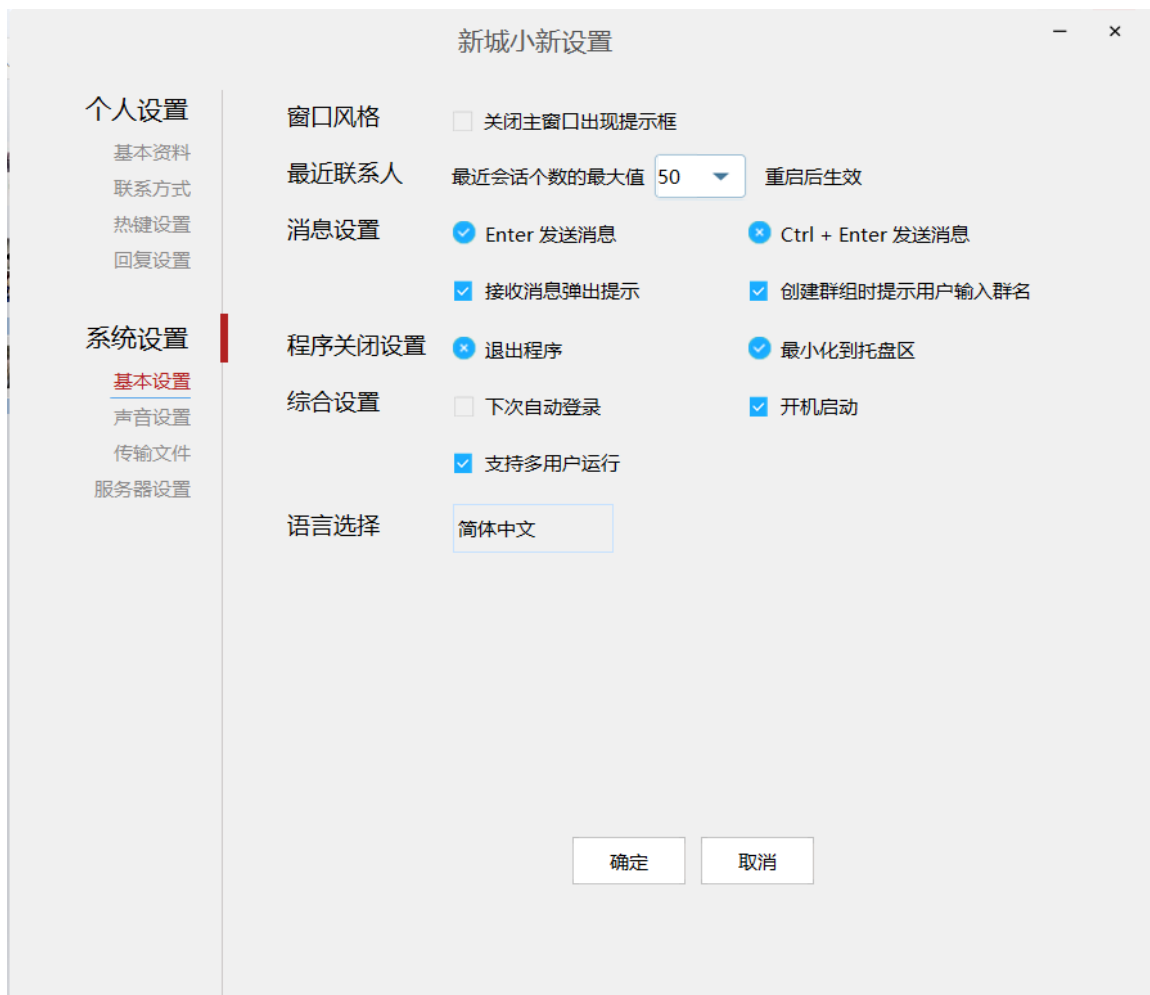 新城小新设置
个人设置
基本资料
联系方式
热键设置
回复设置
系统设置
基本设置
声音设置
传输文件
服务器设置
窗口风格 关闭主窗口出现提示框
最近联系人 最近会话个数的最大值 50 重启后生效
消息设置 Enter 发送消息 Ctrl + Enter 发送消息
接收消息弹出提示 创建群组时提示用户输入群名
程序关闭设置 退出程序 最小化到托盘区
综合设置 下次自动登录 开机启动
支持多用户运行
语言选择 简体中文
确定 取消